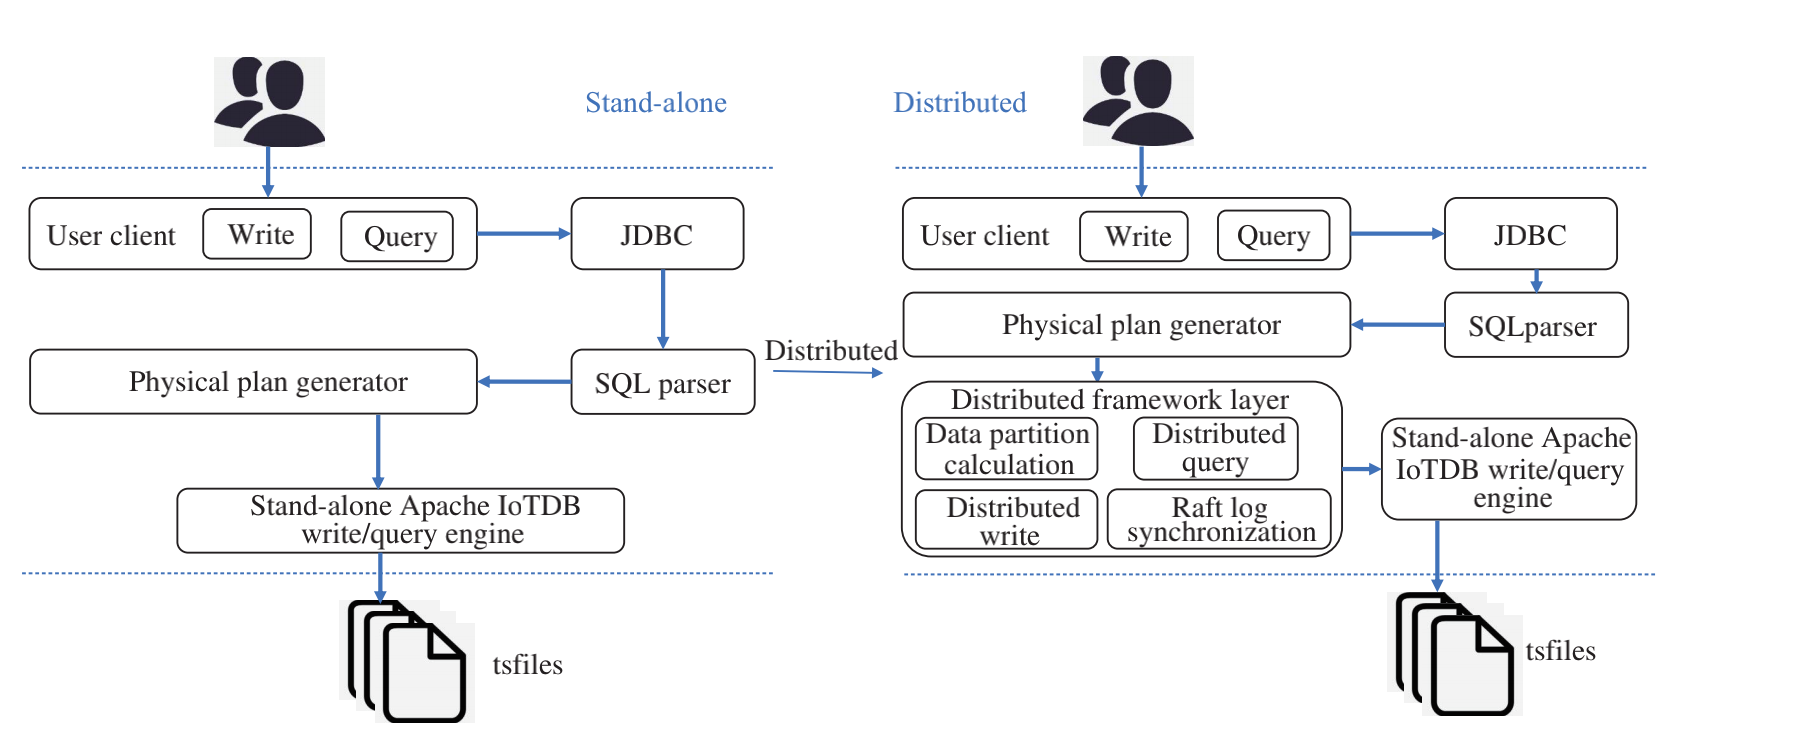 Stand-alone
User client
Write
Query
JDBC
Physical plan generator
SQL parser
Stand-alone Apache IoTDB
write/query engine
tsfiles
Distributed
Distributed
User client
Write
Query
JDBC
Physical plan generator
SQLparser
Distributed framework layer
Data partition
calculation
Distributed
query
Distributed
write
Raft log
synchronization
Stand-alone Apache
IoTDB write/query
engine
tsfiles